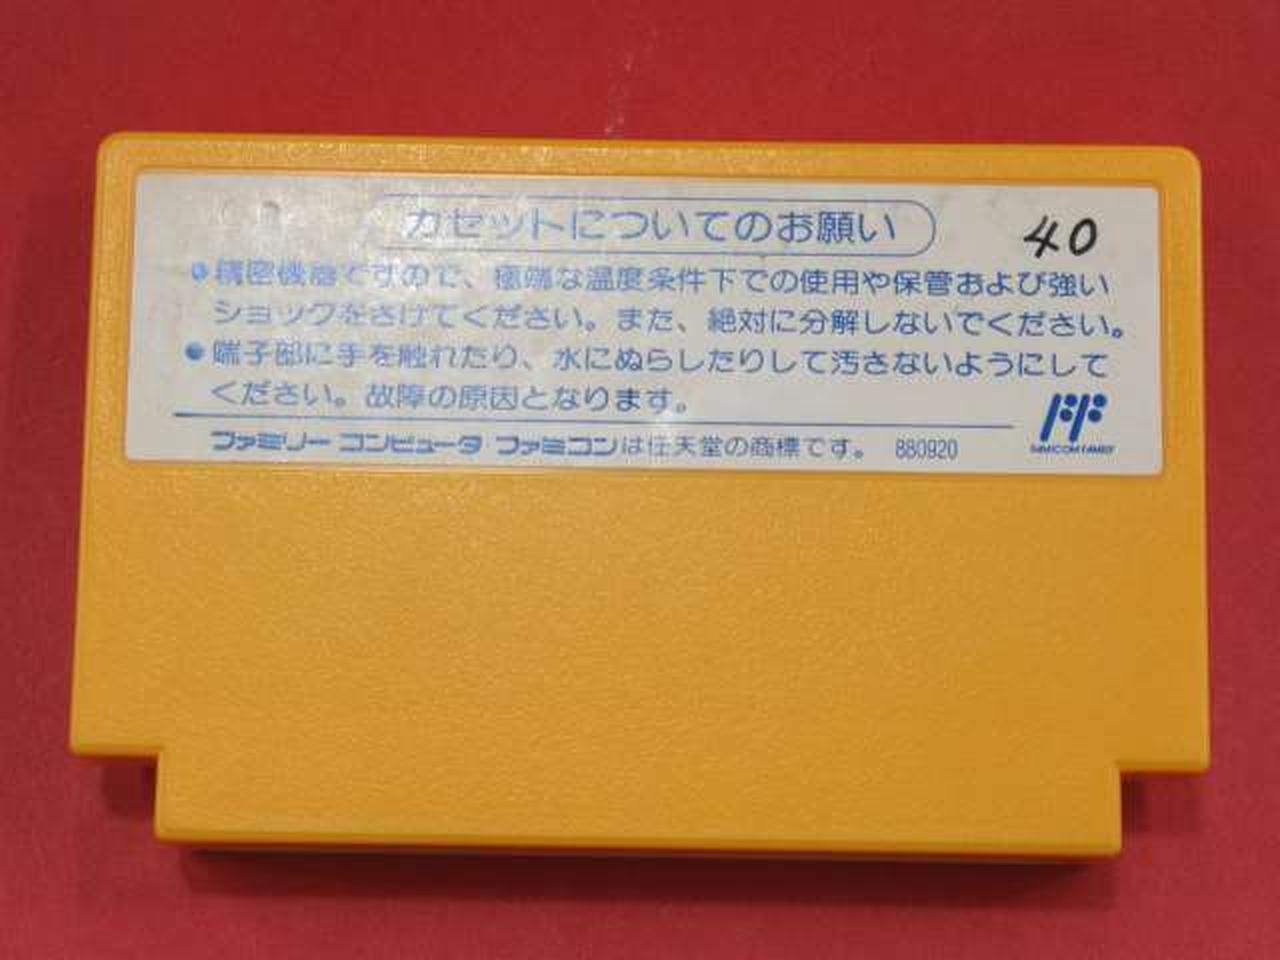 カセットについてのお願い
40
●精密機器ですので、極端な温度条件下での使用や保管および強い
ショックをさけてください。また、絶対に分解しないでください。
●端子部に手を触れたり、水にぬらしたりして汚さないようにして
ください。故障の原因となります。
ファミリー コンピュータ ファミコンは任天堂の商標です。 880920
FF
FAMICOM FAMILY